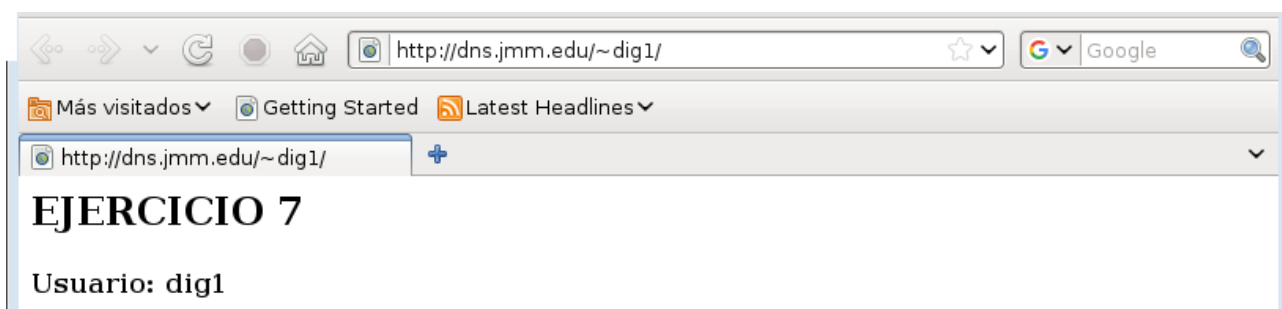 http://dns.jmm.edu/~dig1/
Google
Más visitados
Getting Started
Latest Headlines
http://dns.jmm.edu/~dig1/
EJERCICIO 7
Usuario: dig1